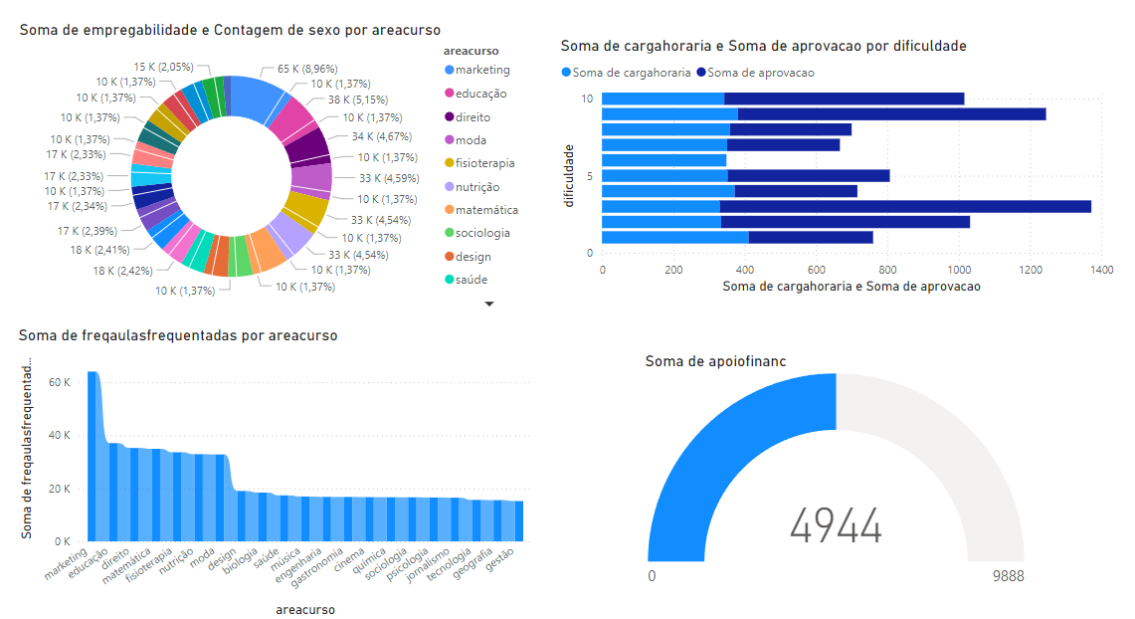 Soma de empregabilidade e Contagem de sexo por areacurso
15 K (2,05%)
10 K (1,37%)
10 K (1,37%)
10 K (1,37%)
10 K (1,37%)
17 K (2,33%)
17 K (2,33%)
10 K (1,37%)
17 K (2,34%)
17 K (2,39%)
18 K (2,41%)
18 K (2,42%)
10 K (1,37%)
65 K (8,96%)
10 K (1,37%)
38 K (5,15%)
10 K (1,37%)
34 K (4,67%)
10 K (1,37%)
33 K (4,59%)
10 K (1,37%)
33 K (4,54%)
10 K (1,37%)
33 K (4,54%)
10 K (1,37%)
10 K (1,37%)
areacurso
marketing
educação
direito
moda
fisioterapia
nutrição
matemática
sociologia
design
saúde
Soma de cargahoraria e Soma de aprovacao por dificuldade
Soma de cargahoraria Soma de aprovacao
dificuldade
10
5
0
0 200 400 600 800 1000 1200 1400
Soma de cargahoraria e Soma de aprovacao
Soma de freqaulasfrequentadas por areacurso
Soma de freqaulasfrequentad...
60 K
40 K
20 K
0 K
marketing
educação
direito
matemática
fisioterapia
nutrição
moda
design
biologia
saúde
música
engenharia
gastronomia
cinema
química
sociologia
psicologia
jornalismo
tecnologia
geografia
gestão
areacurso
Soma de apoiofinanc
4944
0 9888